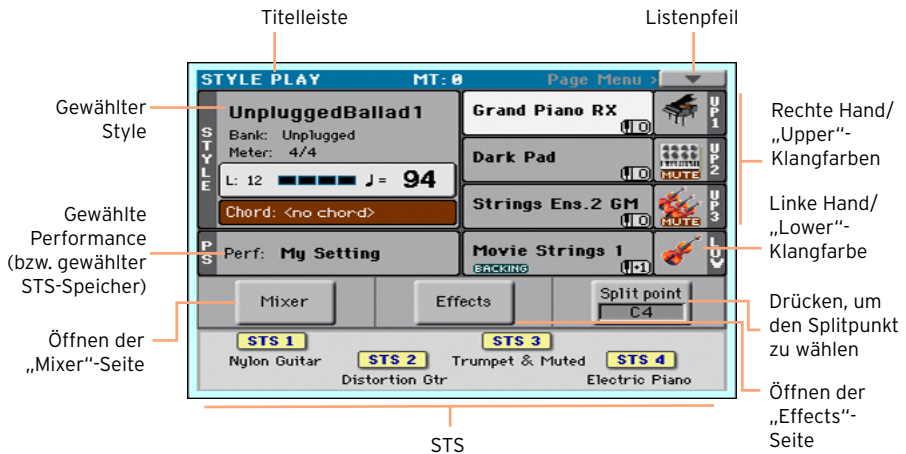 Titelleiste
Listenpfeil
STYLE PLAY MT: 0 Page Menu >
Gewählter
Style
STYLE
UnpluggedBallad1
Bank: Unplugged
Meter: 4/4
L: 12 ♩= 94
Chord: <no chord>
Grand Piano RX
0
UP1
Dark Pad
0
MUTE
UP2
Strings Ens.2 GM
0
MUTE
UP3
Rechte Hand/
„Upper“-
Klangfarben
Gewählte
Performance
(bzw. gewählter
STS-Speicher)
PS
Perf: My Setting
Movie Strings 1
BACKING
+1
LOW
Linke Hand/
„Lower“-
Klangfarbe
Öffnen der
„Mixer“-Seite
Mixer
Effects
Split point
C4
Drücken, um
den Splitpunkt
zu wählen
STS 1
Nylon Guitar
STS 2
Distortion Gtr
STS 3
Trumpet & Muted
STS 4
Electric Piano
Öffnen der
„Effects“-
Seite
STS